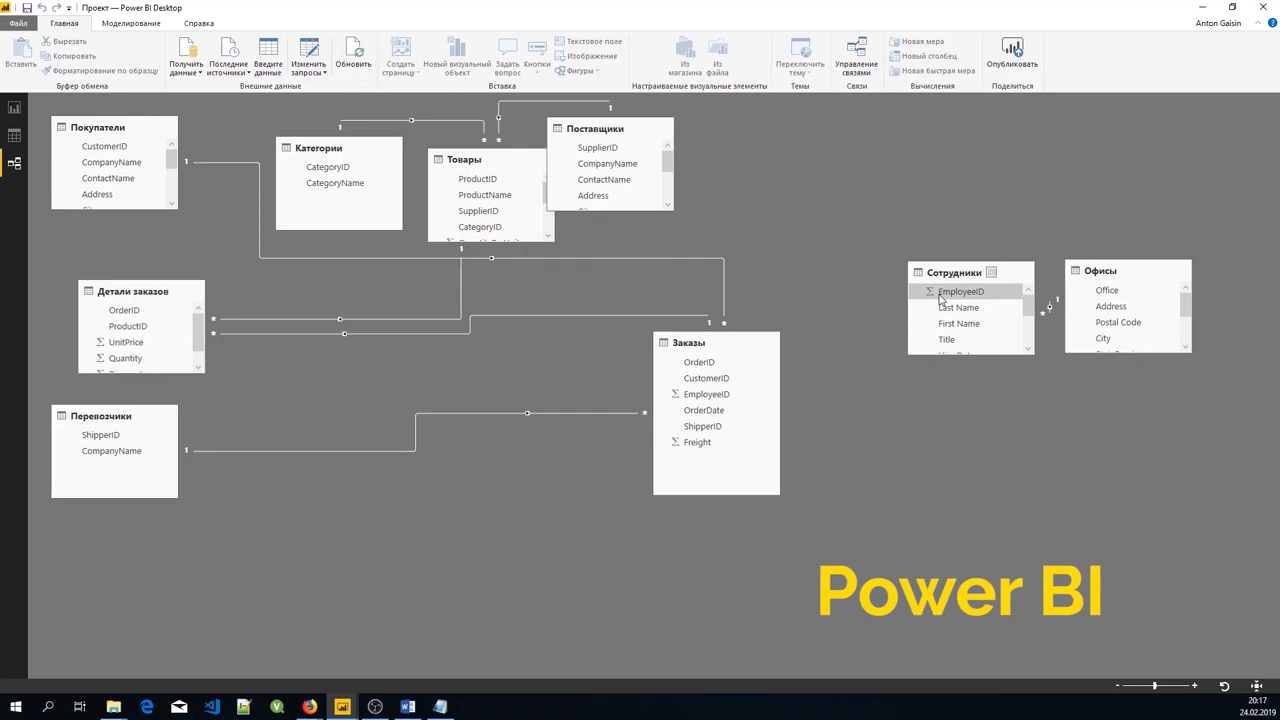 Проект — Power BI Desktop
Файл
Главная
Моделирование
Справка
Anton Gaisin
Вставить
Вырезать
Копировать
Форматирование по образцу
Буфер обмена
Получить данные
Последние источники
Введите данные
Изменить запросы
Обновить
Внешние данные
Создать страницу
Новый визуальный объект
Задать вопрос
Кнопки
Текстовое поле
Изображение
Фигуры
Вставка
Из магазина
Из файла
Настраиваемые визуальные элементы
Переключить тему
Темы
Управление связями
Связи
Новая мера
Новый столбец
Новая быстрая мера
Вычисления
Опубликовать
Поделиться
Покупатели
CustomerID
CompanyName
ContactName
Address
Категории
CategoryID
CategoryName
Товары
ProductID
ProductName
SupplierID
CategoryID
Поставщики
SupplierID
CompanyName
ContactName
Address
Сотрудники
EmployeeID
Last Name
First Name
Title
Офисы
Office
Address
Postal Code
City
Детали заказов
OrderID
ProductID
UnitPrice
Quantity
Заказы
OrderID
CustomerID
EmployeeID
OrderDate
ShipperID
Freight
Перевозчики
ShipperID
CompanyName
Power BI
20:17
24.02.2019